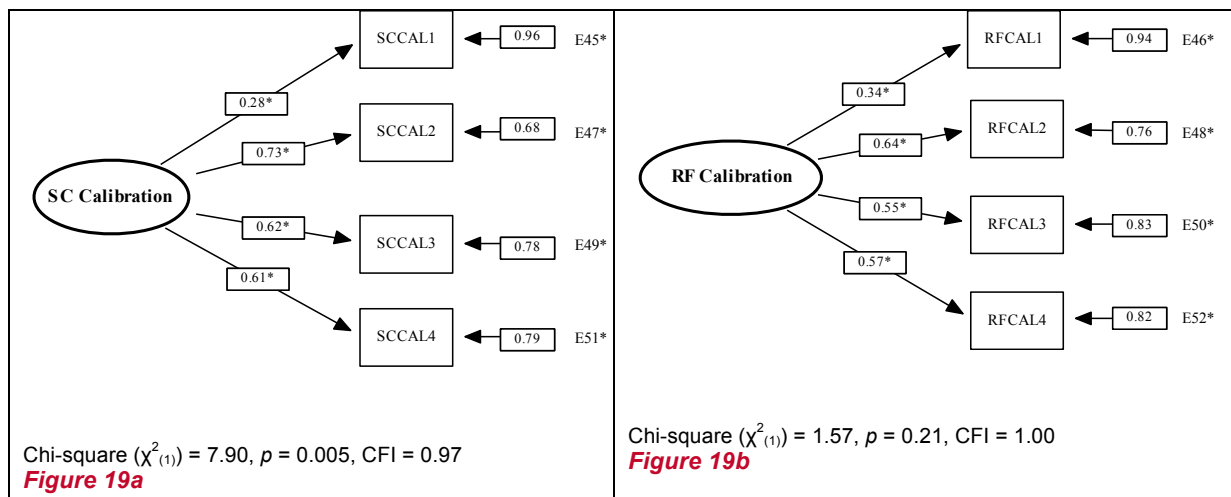 SCCAL1
0.96
E45*
0.28*
SCCAL2
0.68
E47*
0.73*
SC Calibration
0.62*
SCCAL3
0.78
E49*
0.61*
SCCAL4
0.79
E51*
Chi-square (χ²(1)) = 7.90, p = 0.005, CFI = 0.97
Figure 19a
RFCAL1
0.94
E46*
0.34*
RFCAL2
0.76
E48*
0.64*
RF Calibration
0.55*
RFCAL3
0.83
E50*
0.57*
RFCAL4
0.82
E52*
Chi-square (χ²(1)) = 1.57, p = 0.21, CFI = 1.00
Figure 19b